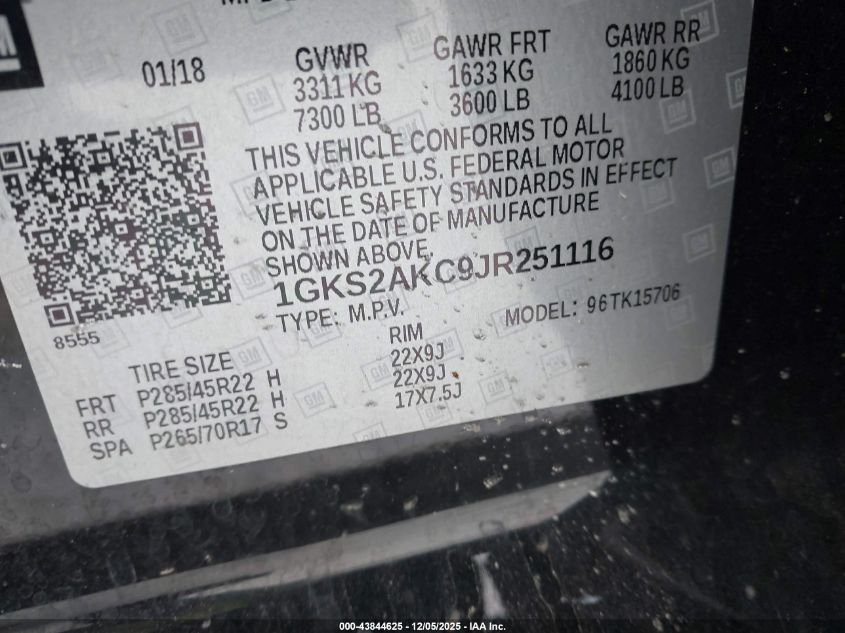 GM
01/18
GVWR
3311 KG
7300 LB
GAWR FRT
1633 KG
3600 LB
GAWR RR
1860 KG
4100 LB
THIS VEHICLE CONFORMS TO ALL
APPLICABLE U.S. FEDERAL MOTOR
VEHICLE SAFETY STANDARDS IN EFFECT
ON THE DATE OF MANUFACTURE
SHOWN ABOVE.
1GKS2AKC9JR251116
TYPE: M.P.V.
MODEL: 96TK15706
8555
TIRE SIZE
RIM
FRT P285/45R22 H 22X9J
RR P285/45R22 H 22X9J
SPA P265/70R17 S 17X7.5J
000-43844625 - 12/05/2025 - IAA Inc.